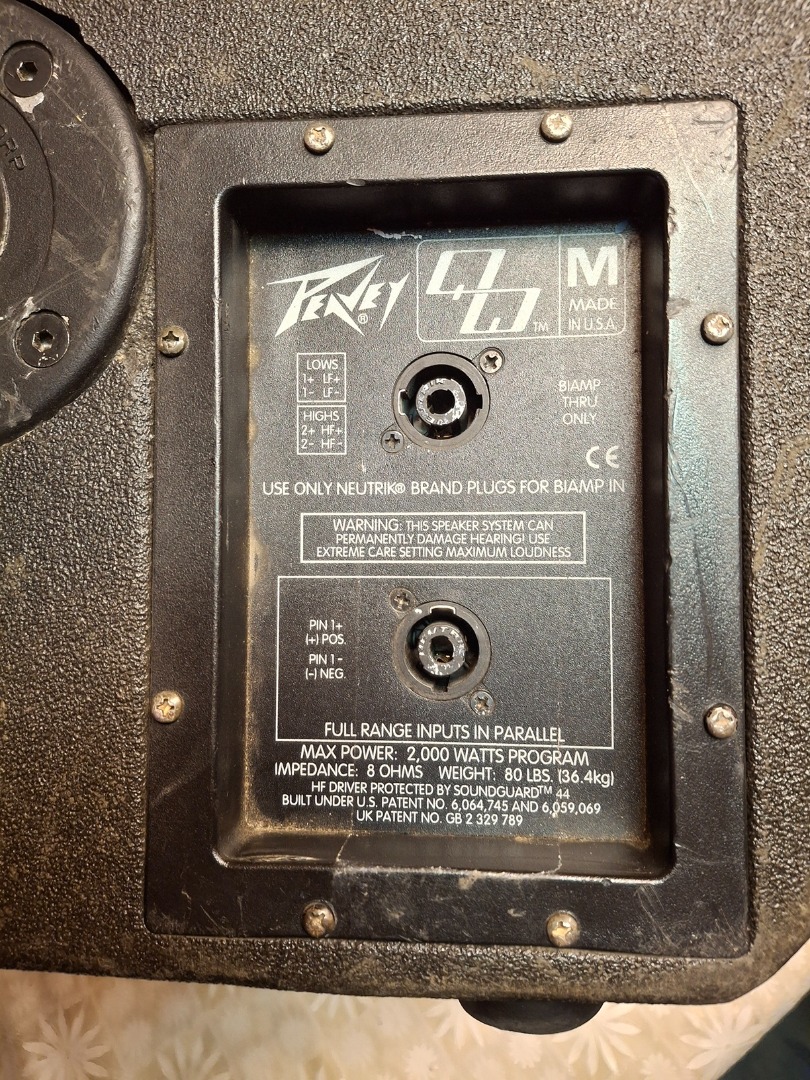 PEAVEY®
QW™
M
MADE
IN U.S.A.
LOWS
1+ LF+
1- LF-
HIGHS
2+ HF+
2- HF-
BIAMP
THRU
ONLY
CE
USE ONLY NEUTRIK® BRAND PLUGS FOR BIAMP IN
WARNING: THIS SPEAKER SYSTEM CAN
PERMANENTLY DAMAGE HEARING! USE
EXTREME CARE SETTING MAXIMUM LOUDNESS
PIN 1+
(+) POS.
PIN 1-
(-) NEG.
FULL RANGE INPUTS IN PARALLEL
MAX POWER: 2,000 WATTS PROGRAM
IMPEDANCE: 8 OHMS WEIGHT: 80 LBS. (36.4kg)
HF DRIVER PROTECTED BY SOUNDGUARD™ 44
BUILT UNDER U.S. PATENT NO. 6,064,745 AND 6,059,069
UK PATENT NO. GB 2 329 789